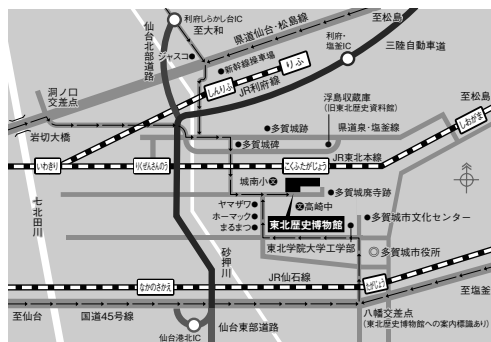 利府しらかし台IC
至大和
県道仙台・松島線
至松島
仙台北部道路
ジャスコ
利府・
塩釜IC
三陸自動車道
新幹線操車場
りふ
しんりふ
JR利府線
洞ノ口
交差点
浮島収蔵庫
(旧東北歴史資料館)
至松島
しおがま
岩切大橋
多賀城跡
県道泉・塩釜線
多賀城碑
JR東北本線
いわきり
りくぜんさんのう
こくふたがじょう
城南小
文
多賀城廃寺跡
ヤマザワ
文
高崎中
ホーマック
まるまつ
東北歴史博物館
多賀城市文化センター
七北田川
砂押川
東北学院大学工学部
多賀城市役所
JR仙石線
なかのさかえ
たがじょう
至塩釜
至仙台
国道45号線
八幡交差点
(東北歴史博物館への案内標識あり)
仙台港北IC
仙台東部道路